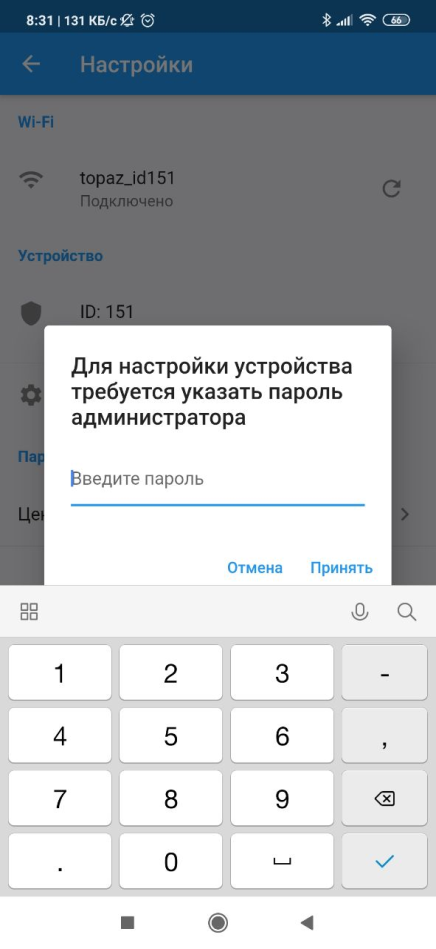 8:31 | 131 КБ/с
66
Настройки
Wi-Fi
topaz_id151
Подключено
Устройство
ID: 151
Для настройки устройства
требуется указать пароль
администратора
Пар
Введите пароль
Цен
Отмена Принять
1 2 3 -
4 5 6 ,
7 8 9
. 0